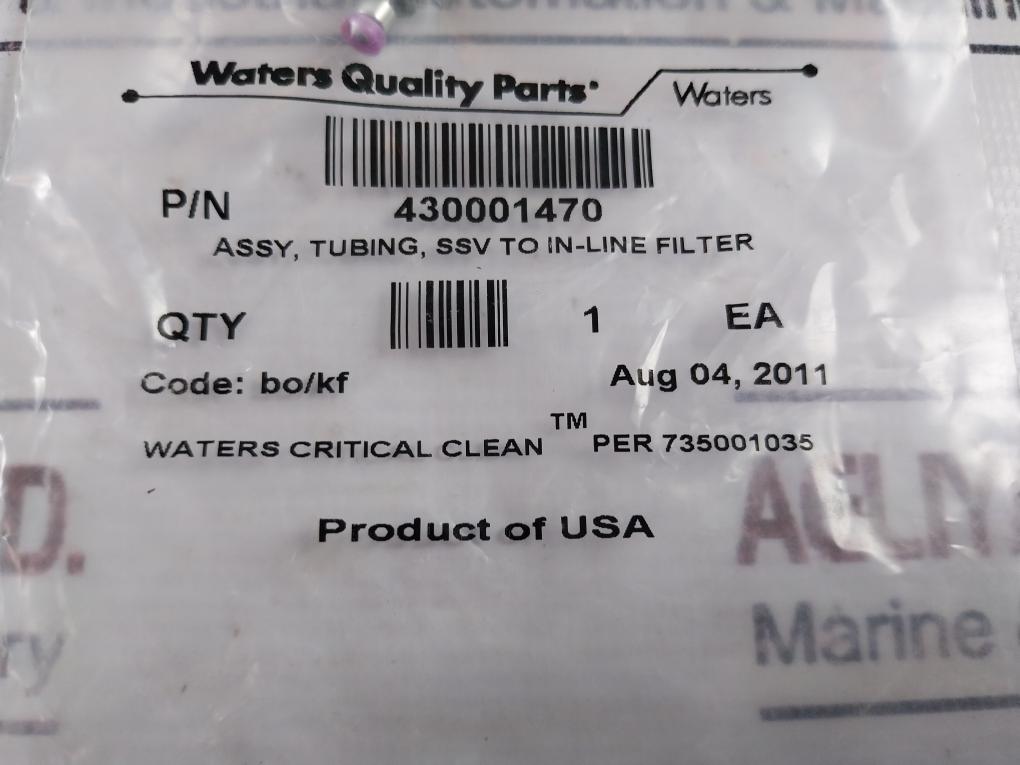 Waters Quality Parts
Waters
P/N 430001470
ASSY, TUBING, SSV TO IN-LINE FILTER
QTY 1 EA
Code: bo/kf Aug 04, 2011
WATERS CRITICAL CLEAN™ PER 735001035
Product of USA
D.
ry
Marine